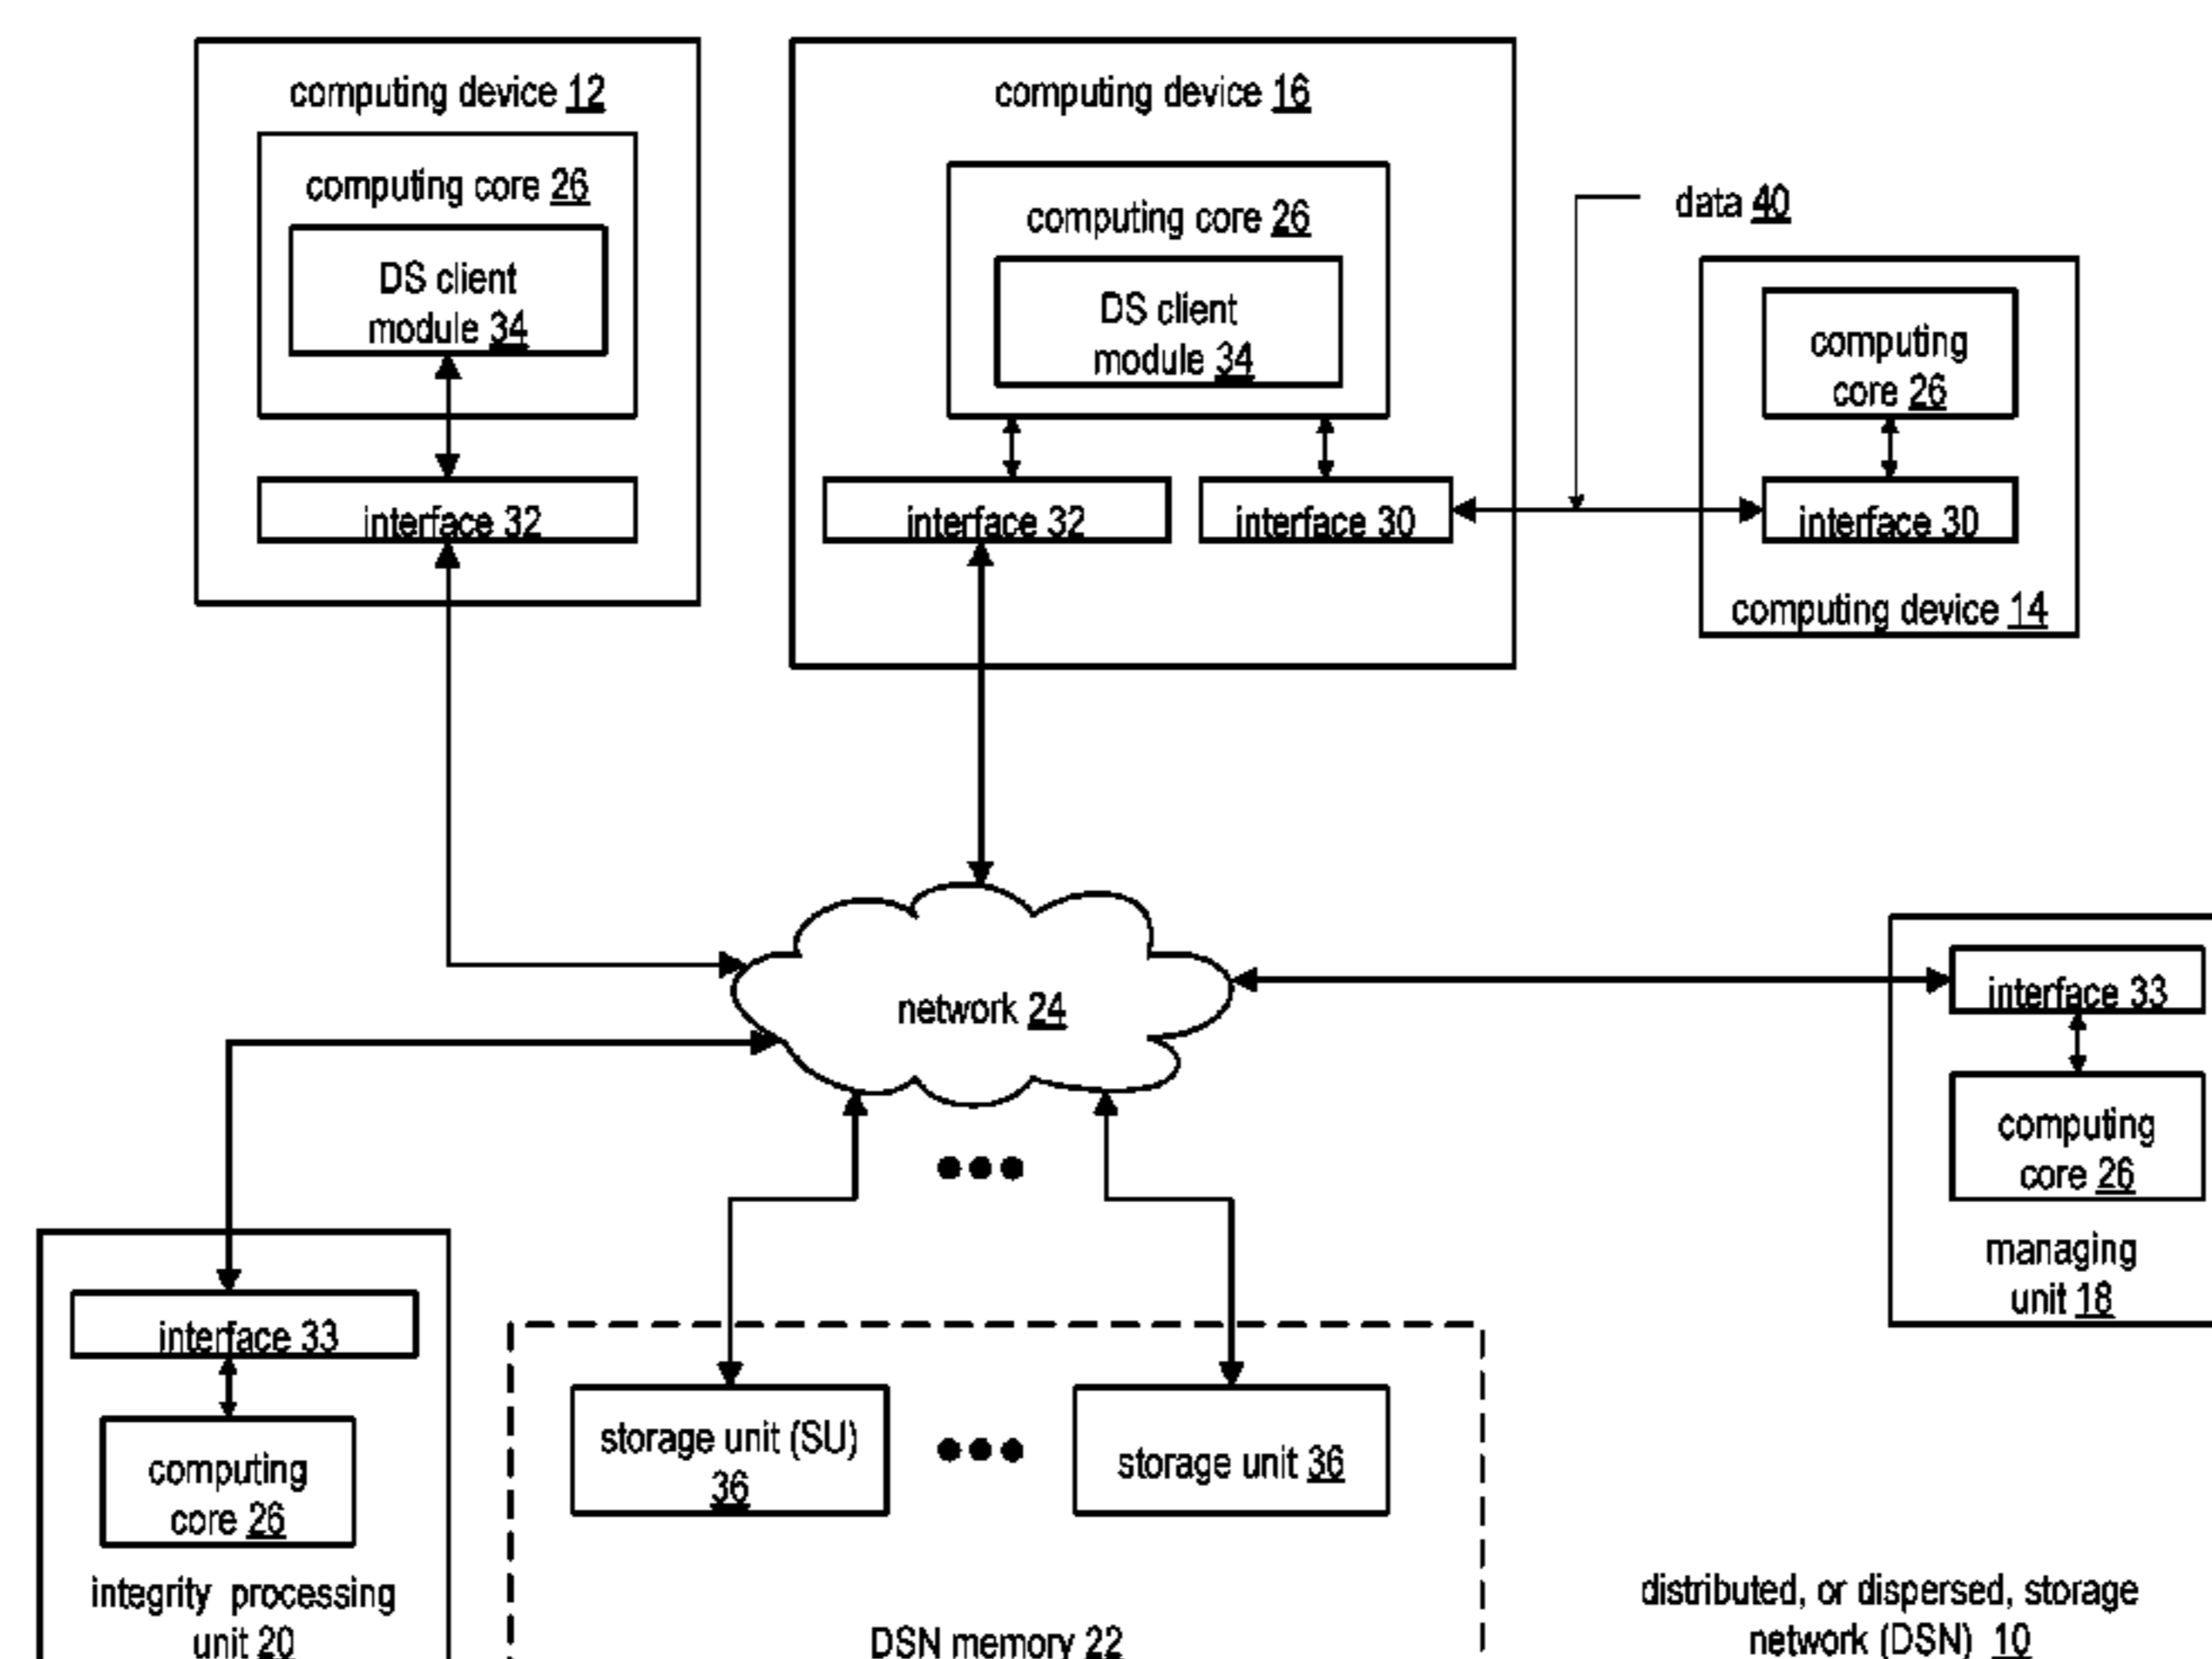 computing device 12
computing core 26
DS client
module 34
interface 32
computing device 16
computing core 26
DS client
module 34
interface 32
interface 30
data 40
computing
core 26
interface 30
computing device 14
network 24
interface 33
computing
core 26
managing
unit 18
interface 33
computing
core 26
integrity processing
unit 20
storage unit (SU)
36
storage unit 36
DSN memory 22
distributed, or dispersed, storage
network (DSN) 10